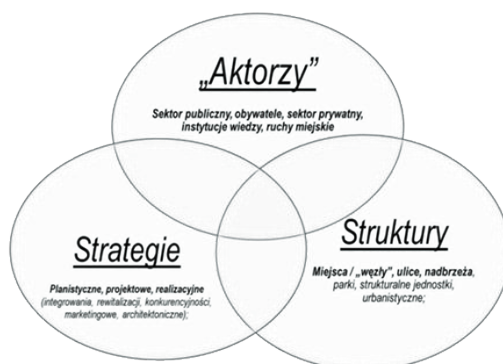 „Aktorzy”
Sektor publiczny, obywatele, sektor prywatny,
instytucje wiedzy, ruchy miejskie
Strategie
Planistyczne, projektowe, realizacyjne
(integrowania, rewitalizacji, konkurencyjności,
marketingowe, architektoniczne);
Struktury
Miejsca / „węzły”, ulice, nadbrzeża,
parki, strukturalne jednostki,
urbanistyczne;